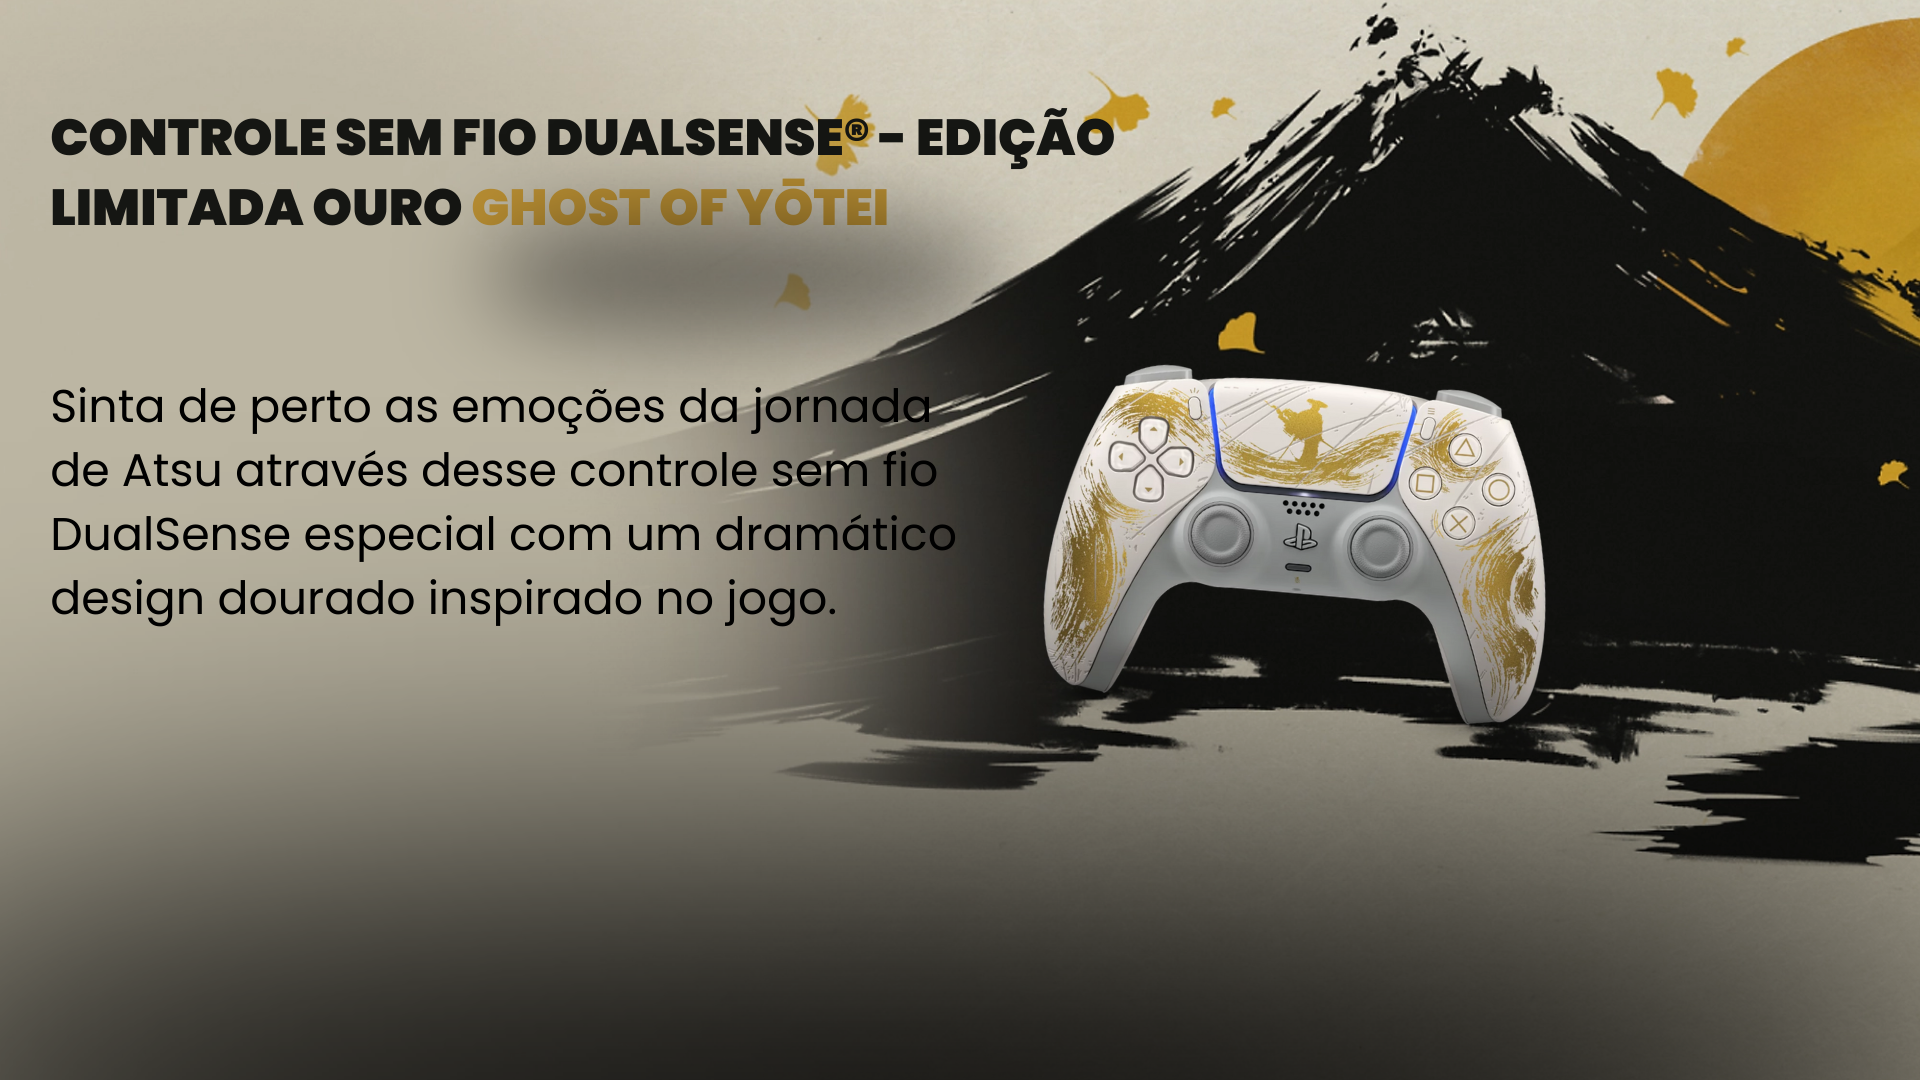 CONTROLE SEM FIO DUALSENSE® - EDIÇÃO
LIMITADA OURO GHOST OF YŌTEI
Sinta de perto as emoções da jornada
de Atsu através desse controle sem fio
DualSense especial com um dramático
design dourado inspirado no jogo.